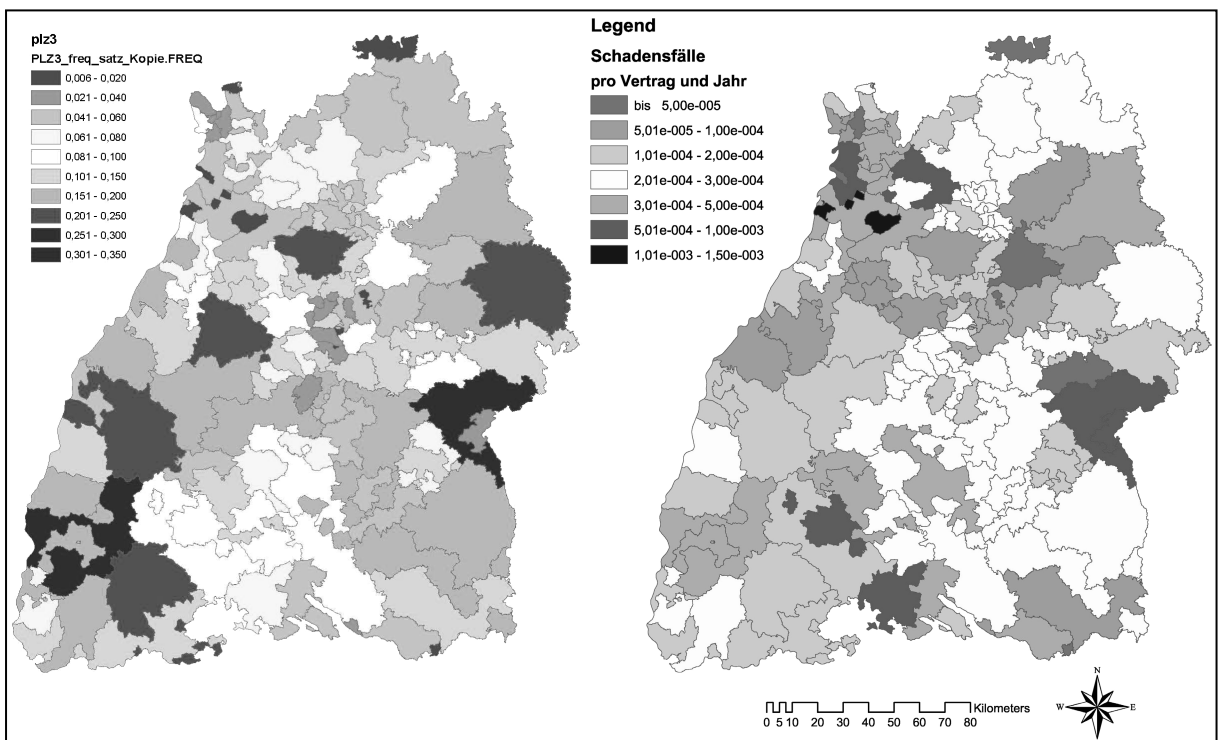 plz3
PLZ3_freq_satz_Kopie.FREQ
0,006 - 0,020
0,021 - 0,040
0,041 - 0,060
0,061 - 0,080
0,081 - 0,100
0,101 - 0,150
0,151 - 0,200
0,201 - 0,250
0,251 - 0,300
0,301 - 0,350
Legend
Schadensfälle
pro Vertrag und Jahr
bis 5,00e-005
5,01e-005 - 1,00e-004
1,01e-004 - 2,00e-004
2,01e-004 - 3,00e-004
3,01e-004 - 5,00e-004
5,01e-004 - 1,00e-003
1,01e-003 - 1,50e-003
Kilometers
0 5 10 20 30 40 50 60 70 80
N
W E
S